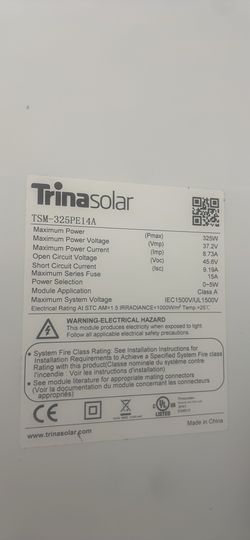 Trinasolar
TSM-325PE14A
Maximum Power (Pmax) 325W
Maximum Power Voltage (Vmp) 37.2V
Maximum Power Current (Imp) 8.73A
Open Circuit Voltage (Voc) 45.6V
Short Circuit Current (Isc) 9.19A
Maximum Series Fuse 15A
Power Selection 0~5W
Module Application Class A
Maximum System Voltage IEC1500V/UL1500V
Electrical Rating At STC AM=1.5 IRRADIANCE=1000W/m² Temp.=25℃
WARNING-ELECTRICAL HAZARD
This module produces electricity when exposed to light.
Follow all applicable electrical safety precautions.
• System Fire Class Rating: See Installation Instructions for
Installation Requirements to Achieve a Specified System Fire class
Rating with this product(Classe nominale du système contre
l'incendie . Voir les instructions d'installation)
• See module literature for appropriate mating connectors
(Voir la documentation du module concernant les connecteurs
appropriés)
CE
UL
LISTED
www.trinasolar.com
Made in China